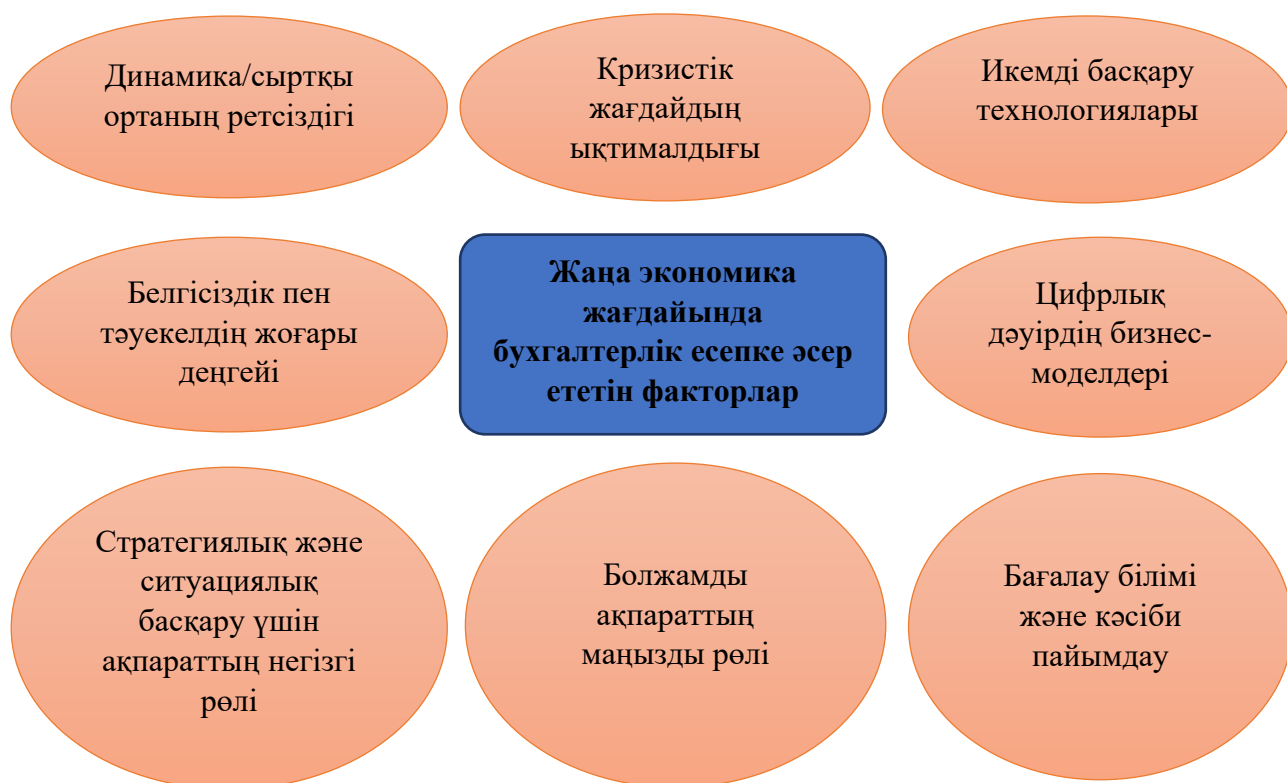 Динамика/сыртқы
ортаның ретсіздігі
Кризистік
жағдайдың
ықтималдығы
Икемді басқару
технологиялары
Белгісіздік пен
тәуекелдің жоғары
деңгейі
Жаңа экономика
жағдайында
бухгалтерлік есепке әсер
ететін факторлар
Цифрлық
дәуірдің бизнес-
моделдері
Стратегиялық және
ситуациялық
басқару үшін
ақпараттың негізгі
рөлі
Болжамды
ақпараттың
маңызды рөлі
Бағалау білімі
және кәсіби
пайымдау